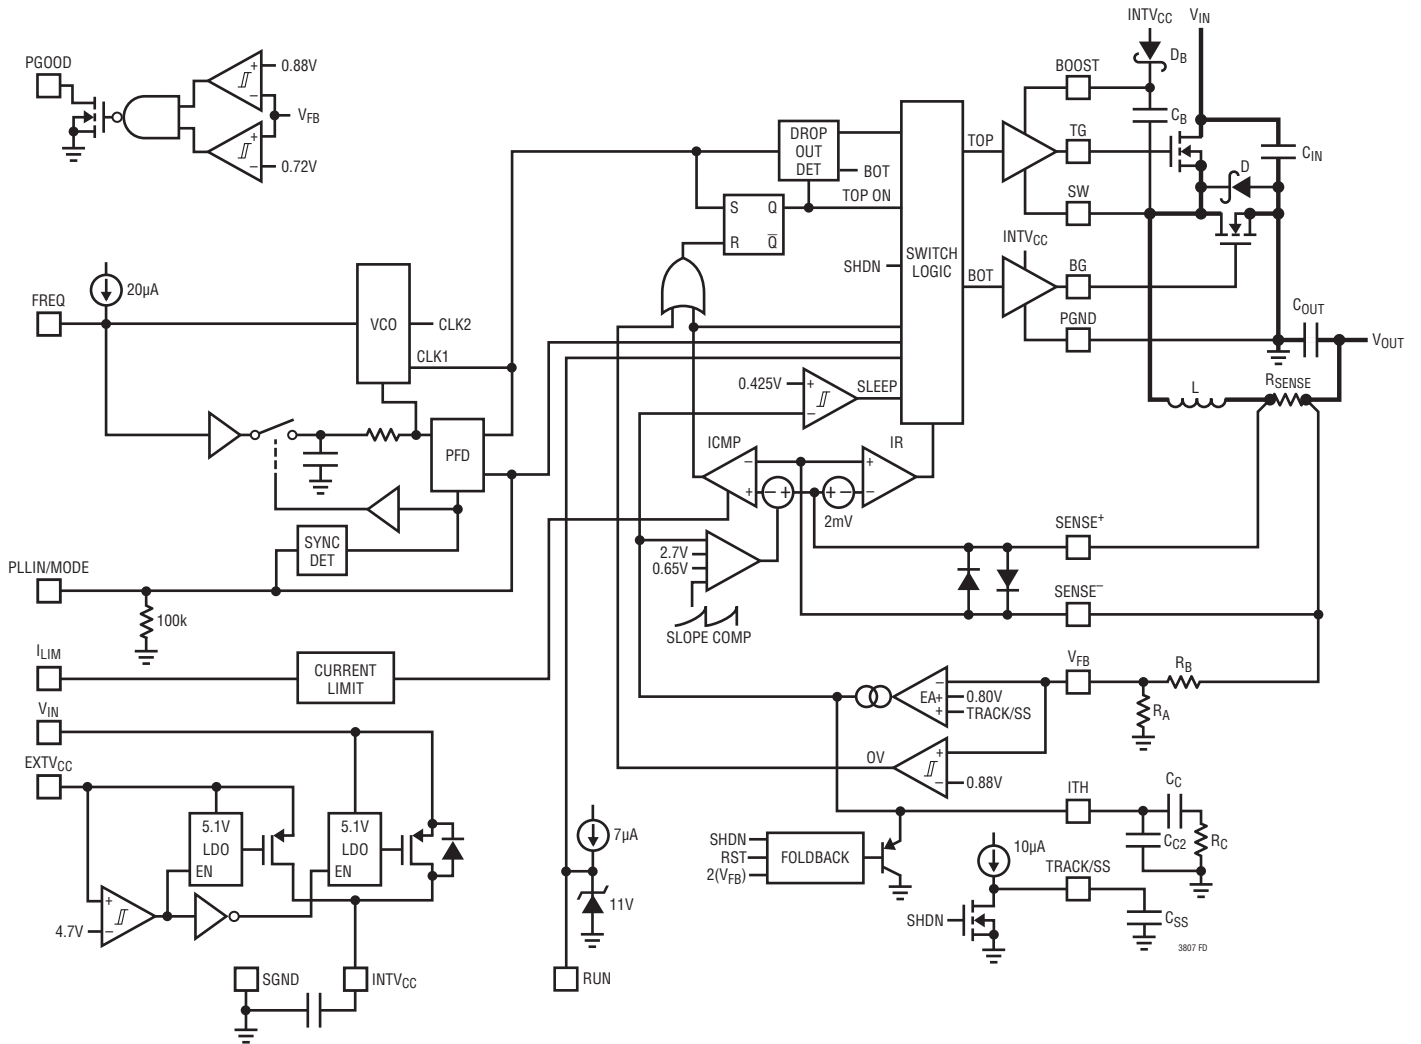 PGOOD
+
0.88V
−
VFB
+
−
0.72V
INTVCC
VIN
DB
BOOST
CB
TG
CIN
D
SW
DROP
OUT
DET
BOT
TOP
TOP ON
S
Q
R
Q̅
SHDN
SWITCH
LOGIC
INTVCC
BOT
BG
PGND
COUT
VOUT
L
RSENSE
20µA
FREQ
VCO
CLK2
CLK1
PFD
0.425V
+
−
SLEEP
ICMP
−
+
− +
+ −
2mV
IR
+
−
SYNC
DET
PLLIN/MODE
100k
2.7V
0.65V
SLOPE COMP
SENSE+
SENSE−
ILIM
CURRENT
LIMIT
VFB
RB
RA
−
EA+
0.80V
+
TRACK/SS
OV
+
−
0.88V
VIN
EXTVCC
5.1V
LDO
EN
5.1V
LDO
EN
+
4.7V
−
7µA
11V
SHDN
RST
2(VFB)
FOLDBACK
ITH
CC
CC2
RC
10µA
TRACK/SS
SHDN
CSS
SGND
INTVCC
RUN
3807 FD